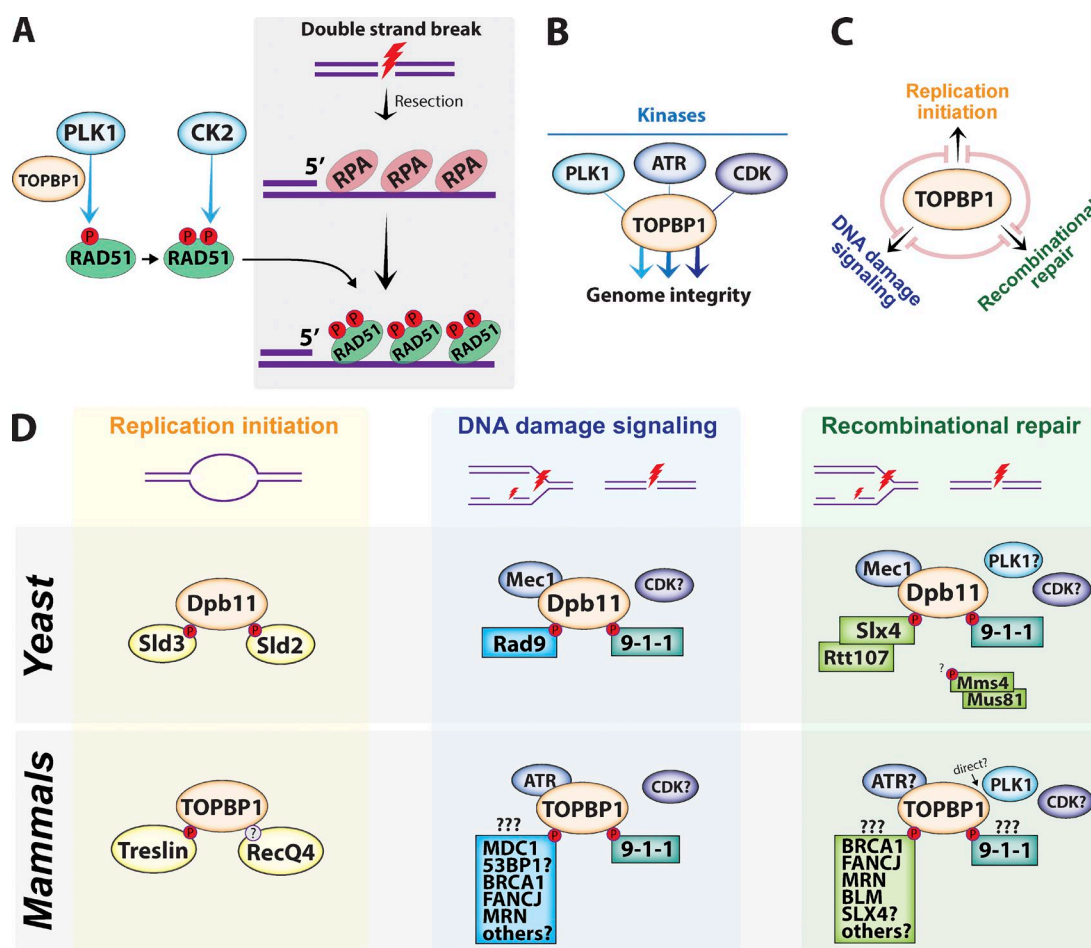 A
Double strand break
Resection
PLK1
CK2
TOPBP1
5’
RPA
RPA
RPA
P
P P
RAD51
RAD51
P P
P P
P P
5’
RAD51
RAD51
RAD51
B
Kinases
PLK1
ATR
CDK
TOPBP1
Genome integrity
C
Replication
initiation
TOPBP1
DNA damage
signaling
Recombinational
repair
D
Replication initiation
DNA damage signaling
Recombinational repair
Yeast
Dpb11
P
P
Sld3
Sld2
Mec1
CDK?
Dpb11
P
P
Rad9
9-1-1
Mec1
PLK1?
CDK?
Dpb11
P
P
Slx4
9-1-1
Rtt107
?
P
Mms4
Mus81
Mammals
TOPBP1
P
?
Treslin
RecQ4
ATR
CDK?
TOPBP1
???
P
P
MDC1
53BP1?
BRCA1
FANCJ
MRN
others?
9-1-1
direct?
ATR?
PLK1
CDK?
TOPBP1
???
P
P
???
BRCA1
FANCJ
MRN
BLM
SLX4?
others?
9-1-1